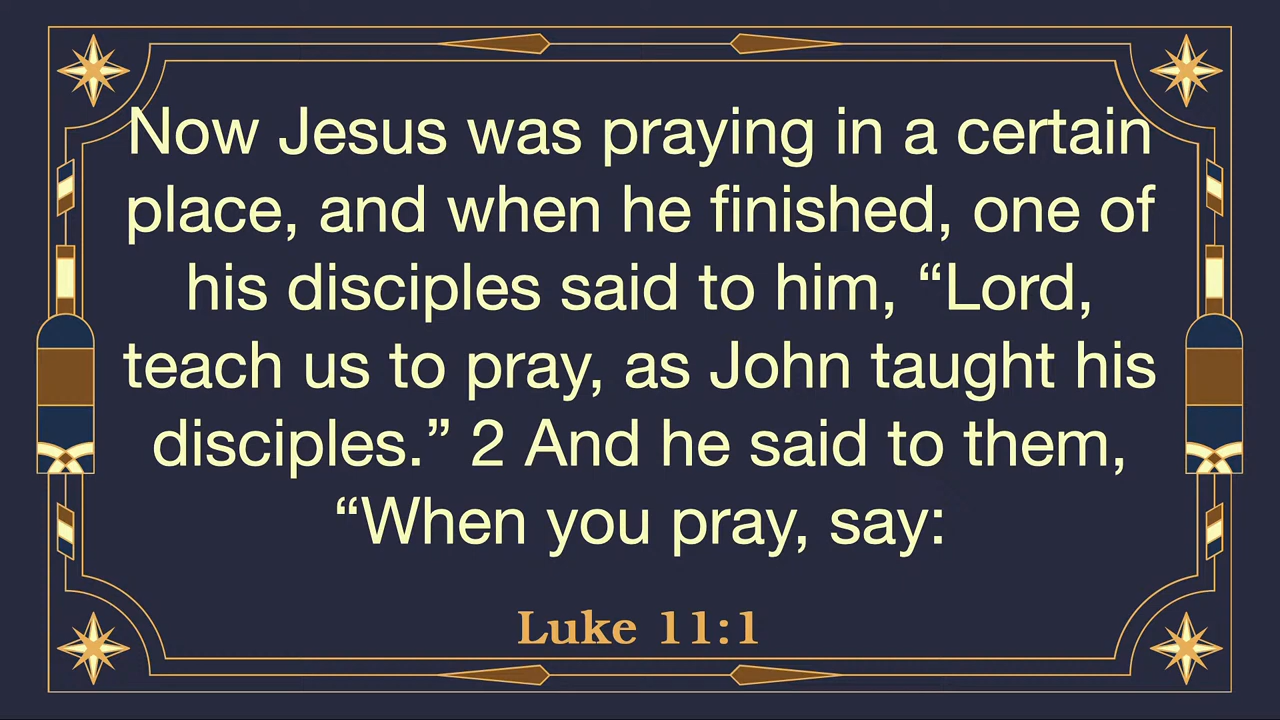 Now Jesus was praying in a certain
place, and when he finished, one of
his disciples said to him, “Lord,
teach us to pray, as John taught his
disciples.” 2 And he said to them,
“When you pray, say:
Luke 11:1